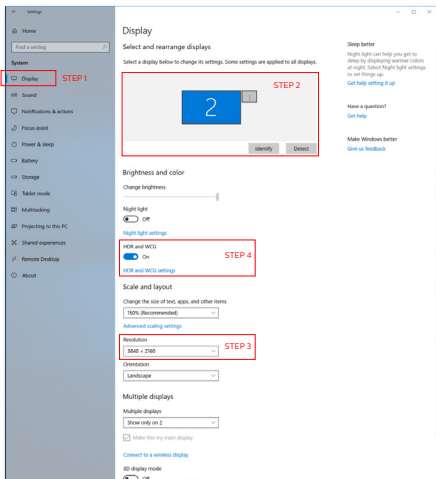 Settings
Home
Find a setting
System
Display
STEP 1
Sound
Notifications & actions
Focus assist
Power & sleep
Battery
Storage
Tablet mode
Multitasking
Projecting to this PC
Shared experiences
Remote Desktop
About
Display
Select and rearrange displays
Select a display below to change its settings. Some settings are applied to all displays.
STEP 2
2
1
Identify
Detect
Brightness and color
Change brightness
Night light
Off
Night light settings
HDR and WCG
On
STEP 4
HDR and WCG settings
Scale and layout
Change the size of text, apps, and other items
150% (Recommended)
Advanced scaling settings
Resolution
3840 × 2160
STEP 3
Orientation
Landscape
Multiple displays
Multiple displays
Show only on 2
Make this my main display
Connect to a wireless display
3D display mode
Off
Sleep better
Night light can help you get to
sleep by displaying warmer colors
at night. Select Night light settings
to set things up.
Get help setting it up
Have a question?
Get help
Make Windows better
Give us feedback